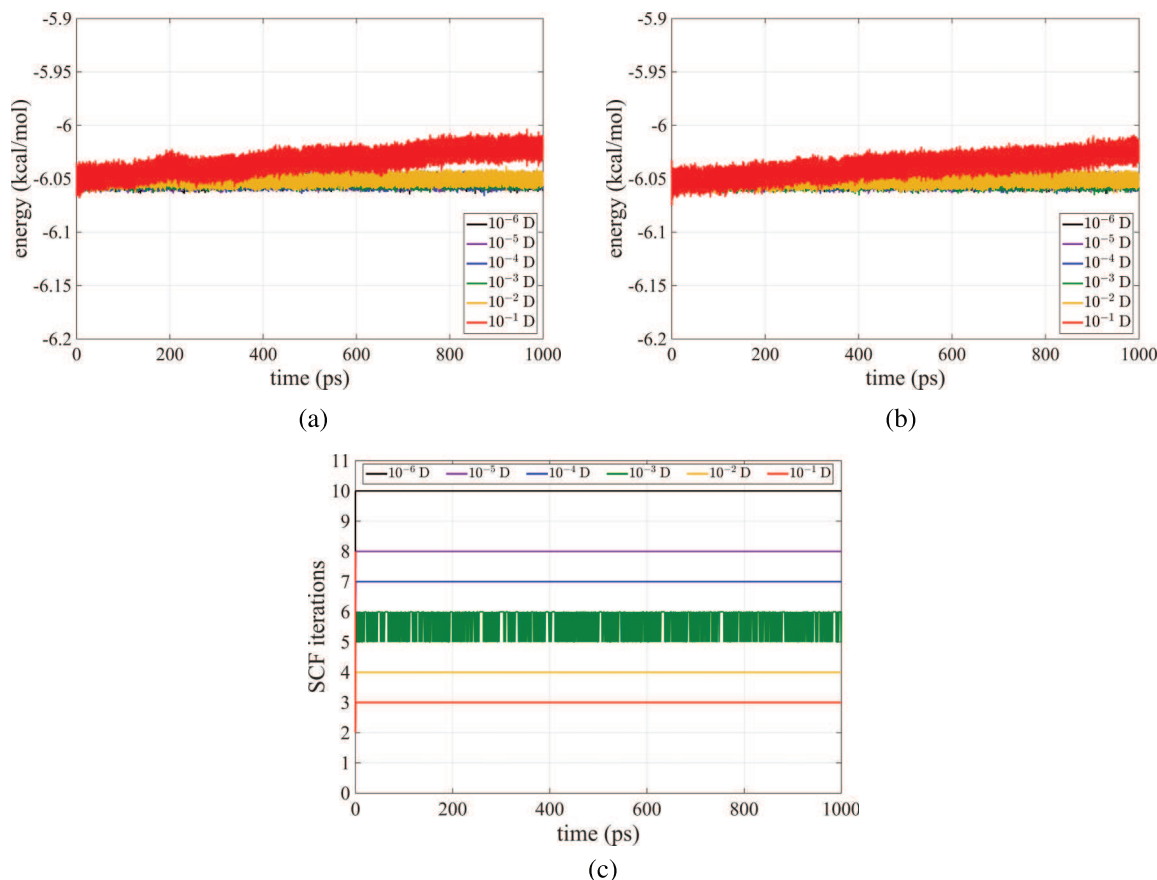 -5.9
-5.95
-6
-6.05
-6.1
-6.15
-6.2
energy (kcal/mol)
10⁻⁶ D
10⁻⁵ D
10⁻⁴ D
10⁻³ D
10⁻² D
10⁻¹ D
0 200 400 600 800 1000
time (ps)
(a)
-5.9
-5.95
-6
-6.05
-6.1
-6.15
-6.2
energy (kcal/mol)
10⁻⁶ D
10⁻⁵ D
10⁻⁴ D
10⁻³ D
10⁻² D
10⁻¹ D
0 200 400 600 800 1000
time (ps)
(b)
11
10
9
8
7
6
5
4
3
2
1
0
SCF iterations
10⁻⁶ D 10⁻⁵ D 10⁻⁴ D 10⁻³ D 10⁻² D 10⁻¹ D
0 200 400 600 800 1000
time (ps)
(c)